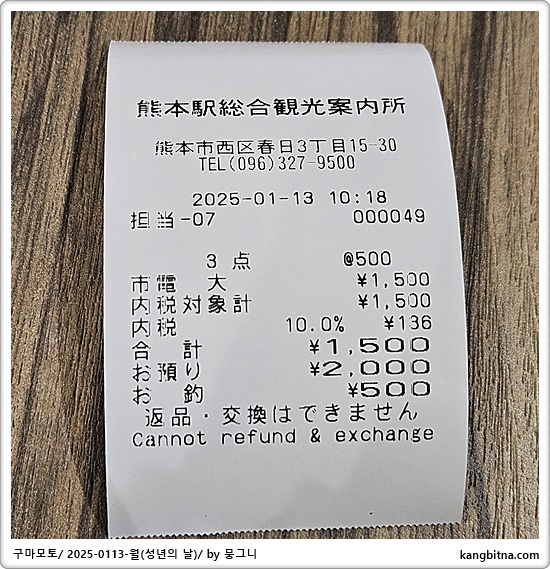 熊本駅総合観光案内所
熊本市西区春日3丁目15-30
TEL(096)327-9500
2025-01-13 10:18
担当-07 000049
3点 @500
市電 大 ¥1,500
内税対象計 ¥1,500
内税 10.0% ¥136
合 計 ¥1,500
お預り ¥2,000
お 釣 ¥500
返品・交換はできません
Cannot refund & exchange
구마모토/ 2025-0113-월(성년의 날)/ by 뭉그니
kangbitna.com